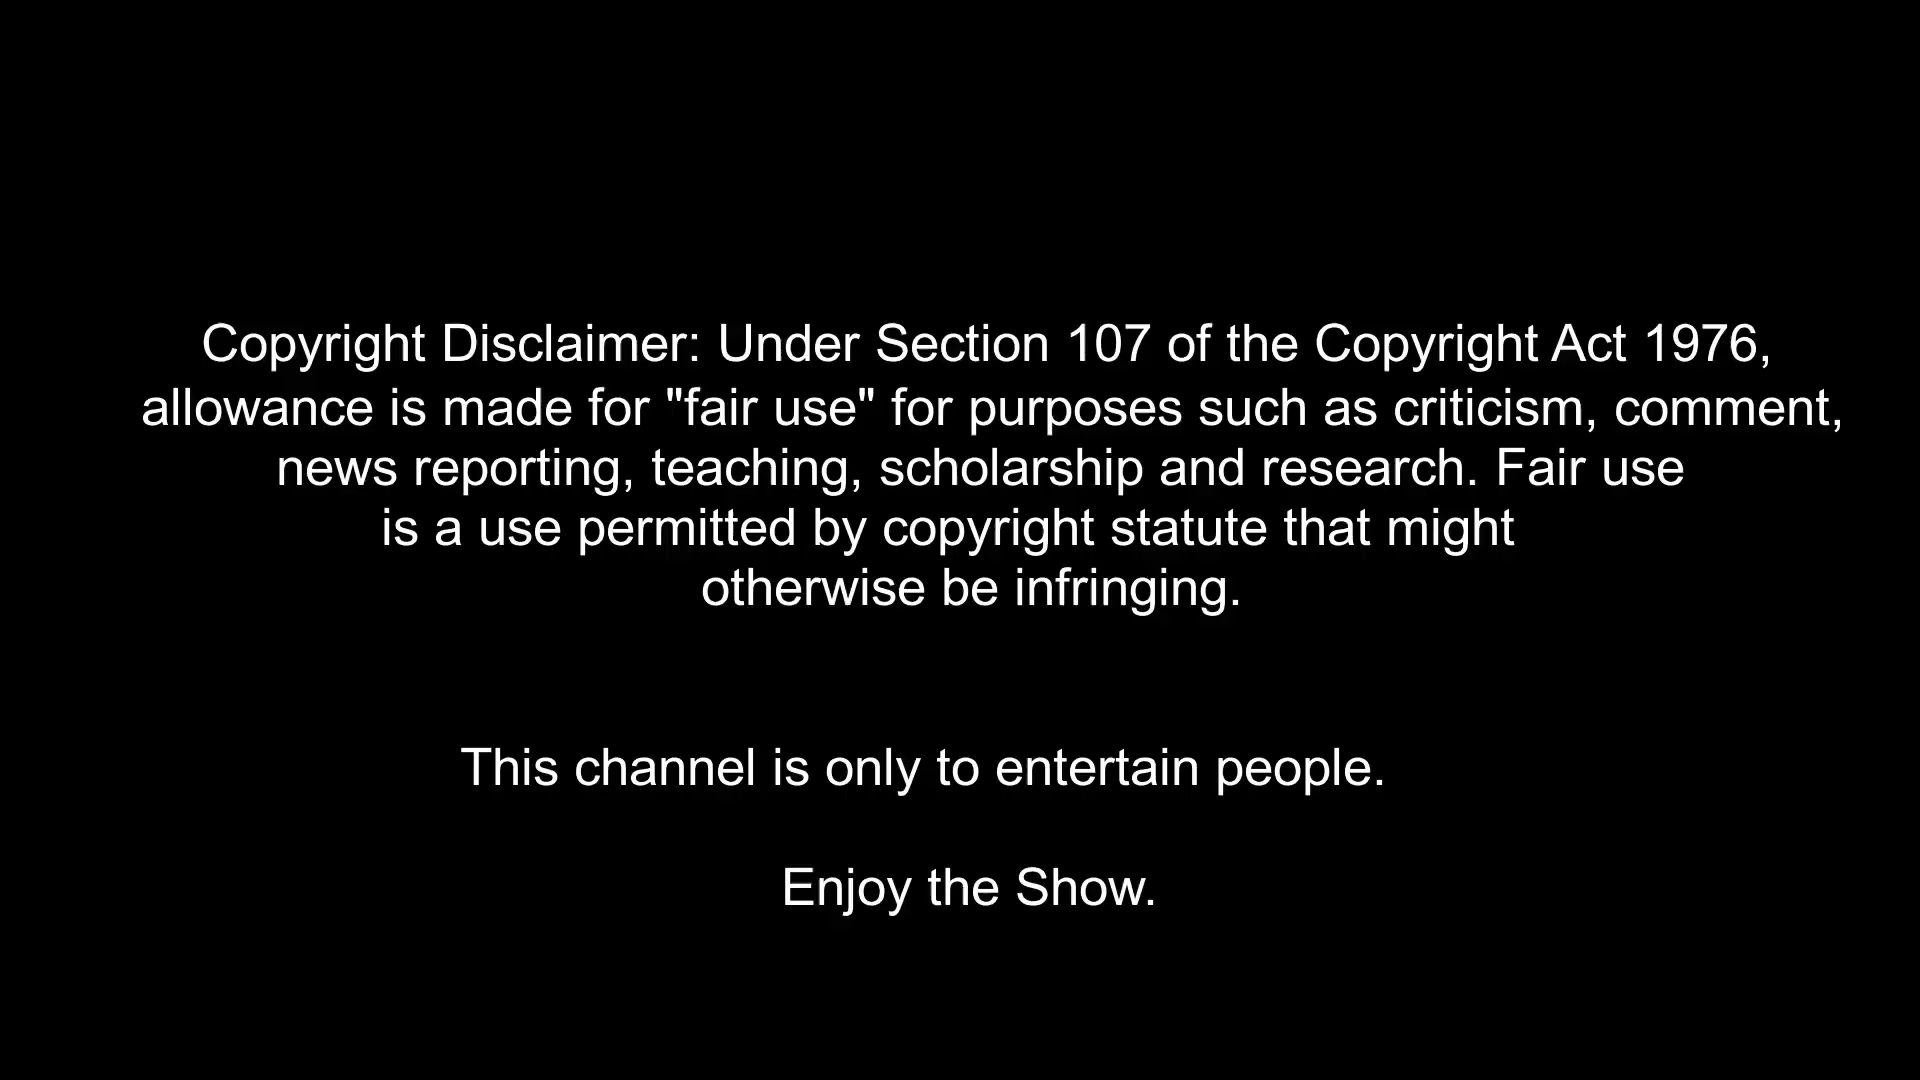 Copyright Disclaimer: Under Section 107 of the Copyright Act 1976,
allowance is made for "fair use" for purposes such as criticism, comment,
news reporting, teaching, scholarship and research. Fair use
is a use permitted by copyright statute that might
otherwise be infringing.
This channel is only to entertain people.
Enjoy the Show.